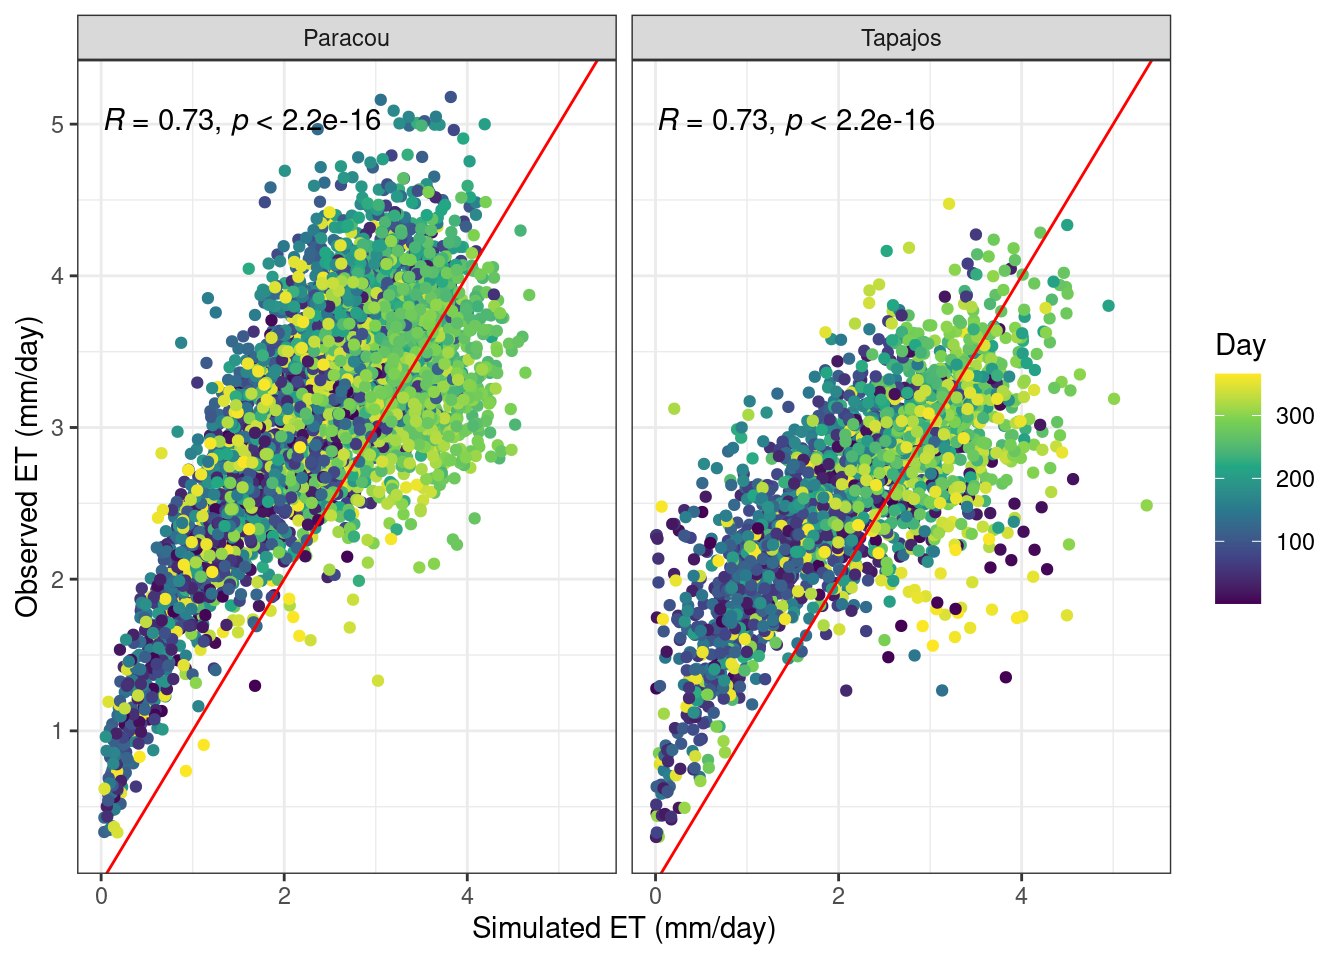 Paracou
Tapajos
R = 0.73, p < 2.2e-16
R = 0.73, p < 2.2e-16
5
4
3
2
1
Observed ET (mm/day)
0
2
4
0
2
4
Simulated ET (mm/day)
Day
300
200
100